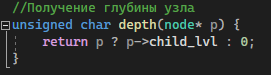 //Получение глубины узла
unsigned char depth(node* p) {
    return p ? p->child_lvl : 0;
}